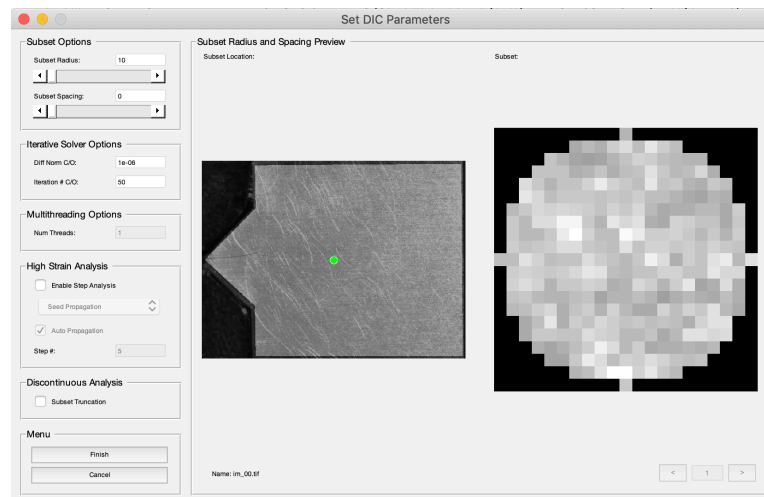 Set DIC Parameters
Subset Options
Subset Radius: 10
Subset Spacing: 0
Iterative Solver Options
Diff Norm C/O: 1e-06
Iteration # C/O: 50
Multithreading Options
Num Threads: 1
High Strain Analysis
Enable Step Analysis
Seed Propagation
Auto Propagation
Step #: 5
Discontinuous Analysis
Subset Truncation
Menu
Finish
Cancel
Subset Radius and Spacing Preview
Subset Location: Subset:
Name: im_00.tif < 1 >